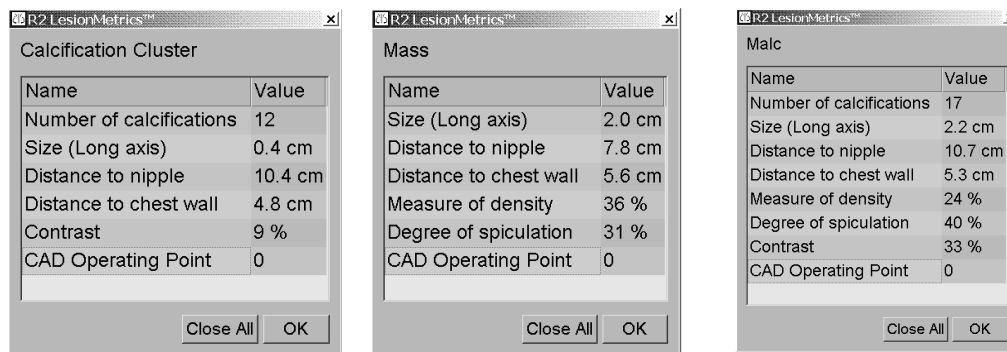 R2 LesionMetrics™
Calcification Cluster
Name Value
Number of calcifications 12
Size (Long axis) 0.4 cm
Distance to nipple 10.4 cm
Distance to chest wall 4.8 cm
Contrast 9 %
CAD Operating Point 0
Close All OK
R2 LesionMetrics™
Mass
Name Value
Size (Long axis) 2.0 cm
Distance to nipple 7.8 cm
Distance to chest wall 5.6 cm
Measure of density 36 %
Degree of spiculation 31 %
CAD Operating Point 0
Close All OK
R2 LesionMetrics™
Malc
Name Value
Number of calcifications 17
Size (Long axis) 2.2 cm
Distance to nipple 10.7 cm
Distance to chest wall 5.3 cm
Measure of density 24 %
Degree of spiculation 40 %
Contrast 33 %
CAD Operating Point 0
Close All OK